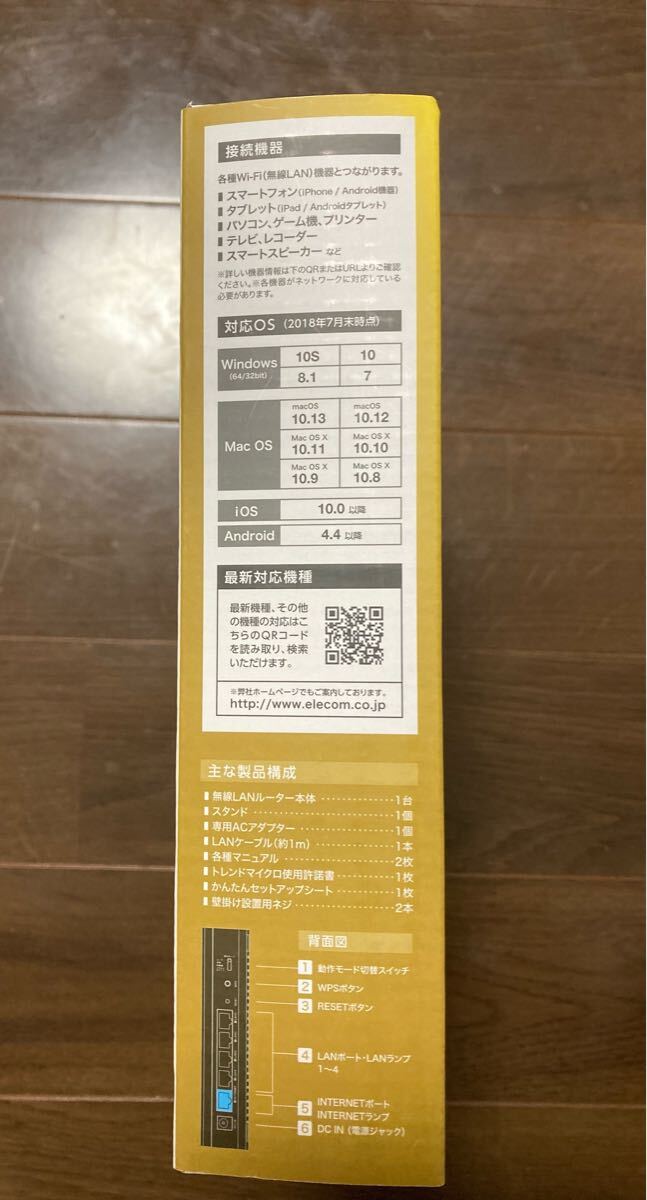 接続機器
各種Wi-Fi(無線LAN)機器とつながります。
スマートフォン(iPhone / Android機器)
タブレット(iPad / Androidタブレット)
パソコン、ゲーム機、プリンター
テレビ、レコーダー
スマートスピーカー など
※詳しい機器情報は下のQRまたはURLよりご確認
ください。※各機器がネットワークに対応している
必要があります。
対応OS (2018年7月末時点)
Windows (64/32bit) 10S 10
8.1 7
Mac OS macOS 10.13 macOS 10.12
Mac OS X 10.11 Mac OS X 10.10
Mac OS X 10.9 Mac OS X 10.8
iOS 10.0 以降
Android 4.4 以降
最新対応機種
最新機種、その他
の機種の対応はこ
ちらのQRコード
を読み取り、検索
いただけます。
※弊社ホームページでもご案内しております。
http://www.elecom.co.jp
主な製品構成
無線LANルーター本体 ·············· 1台
スタンド ·············· 1個
専用ACアダプター ·············· 1個
LANケーブル(約1m) ·············· 1本
各種マニュアル ·············· 2枚
トレンドマイクロ使用許諾書 ·············· 1枚
かんたんセットアップシート ·············· 1枚
壁掛け設置用ネジ ·············· 2本
背面図
1 動作モード切替スイッチ
2 WPSボタン
3 RESETボタン
4 LANポート・LANランプ
1〜4
5 INTERNETポート
INTERNETランプ
6 DC IN (電源ジャック)